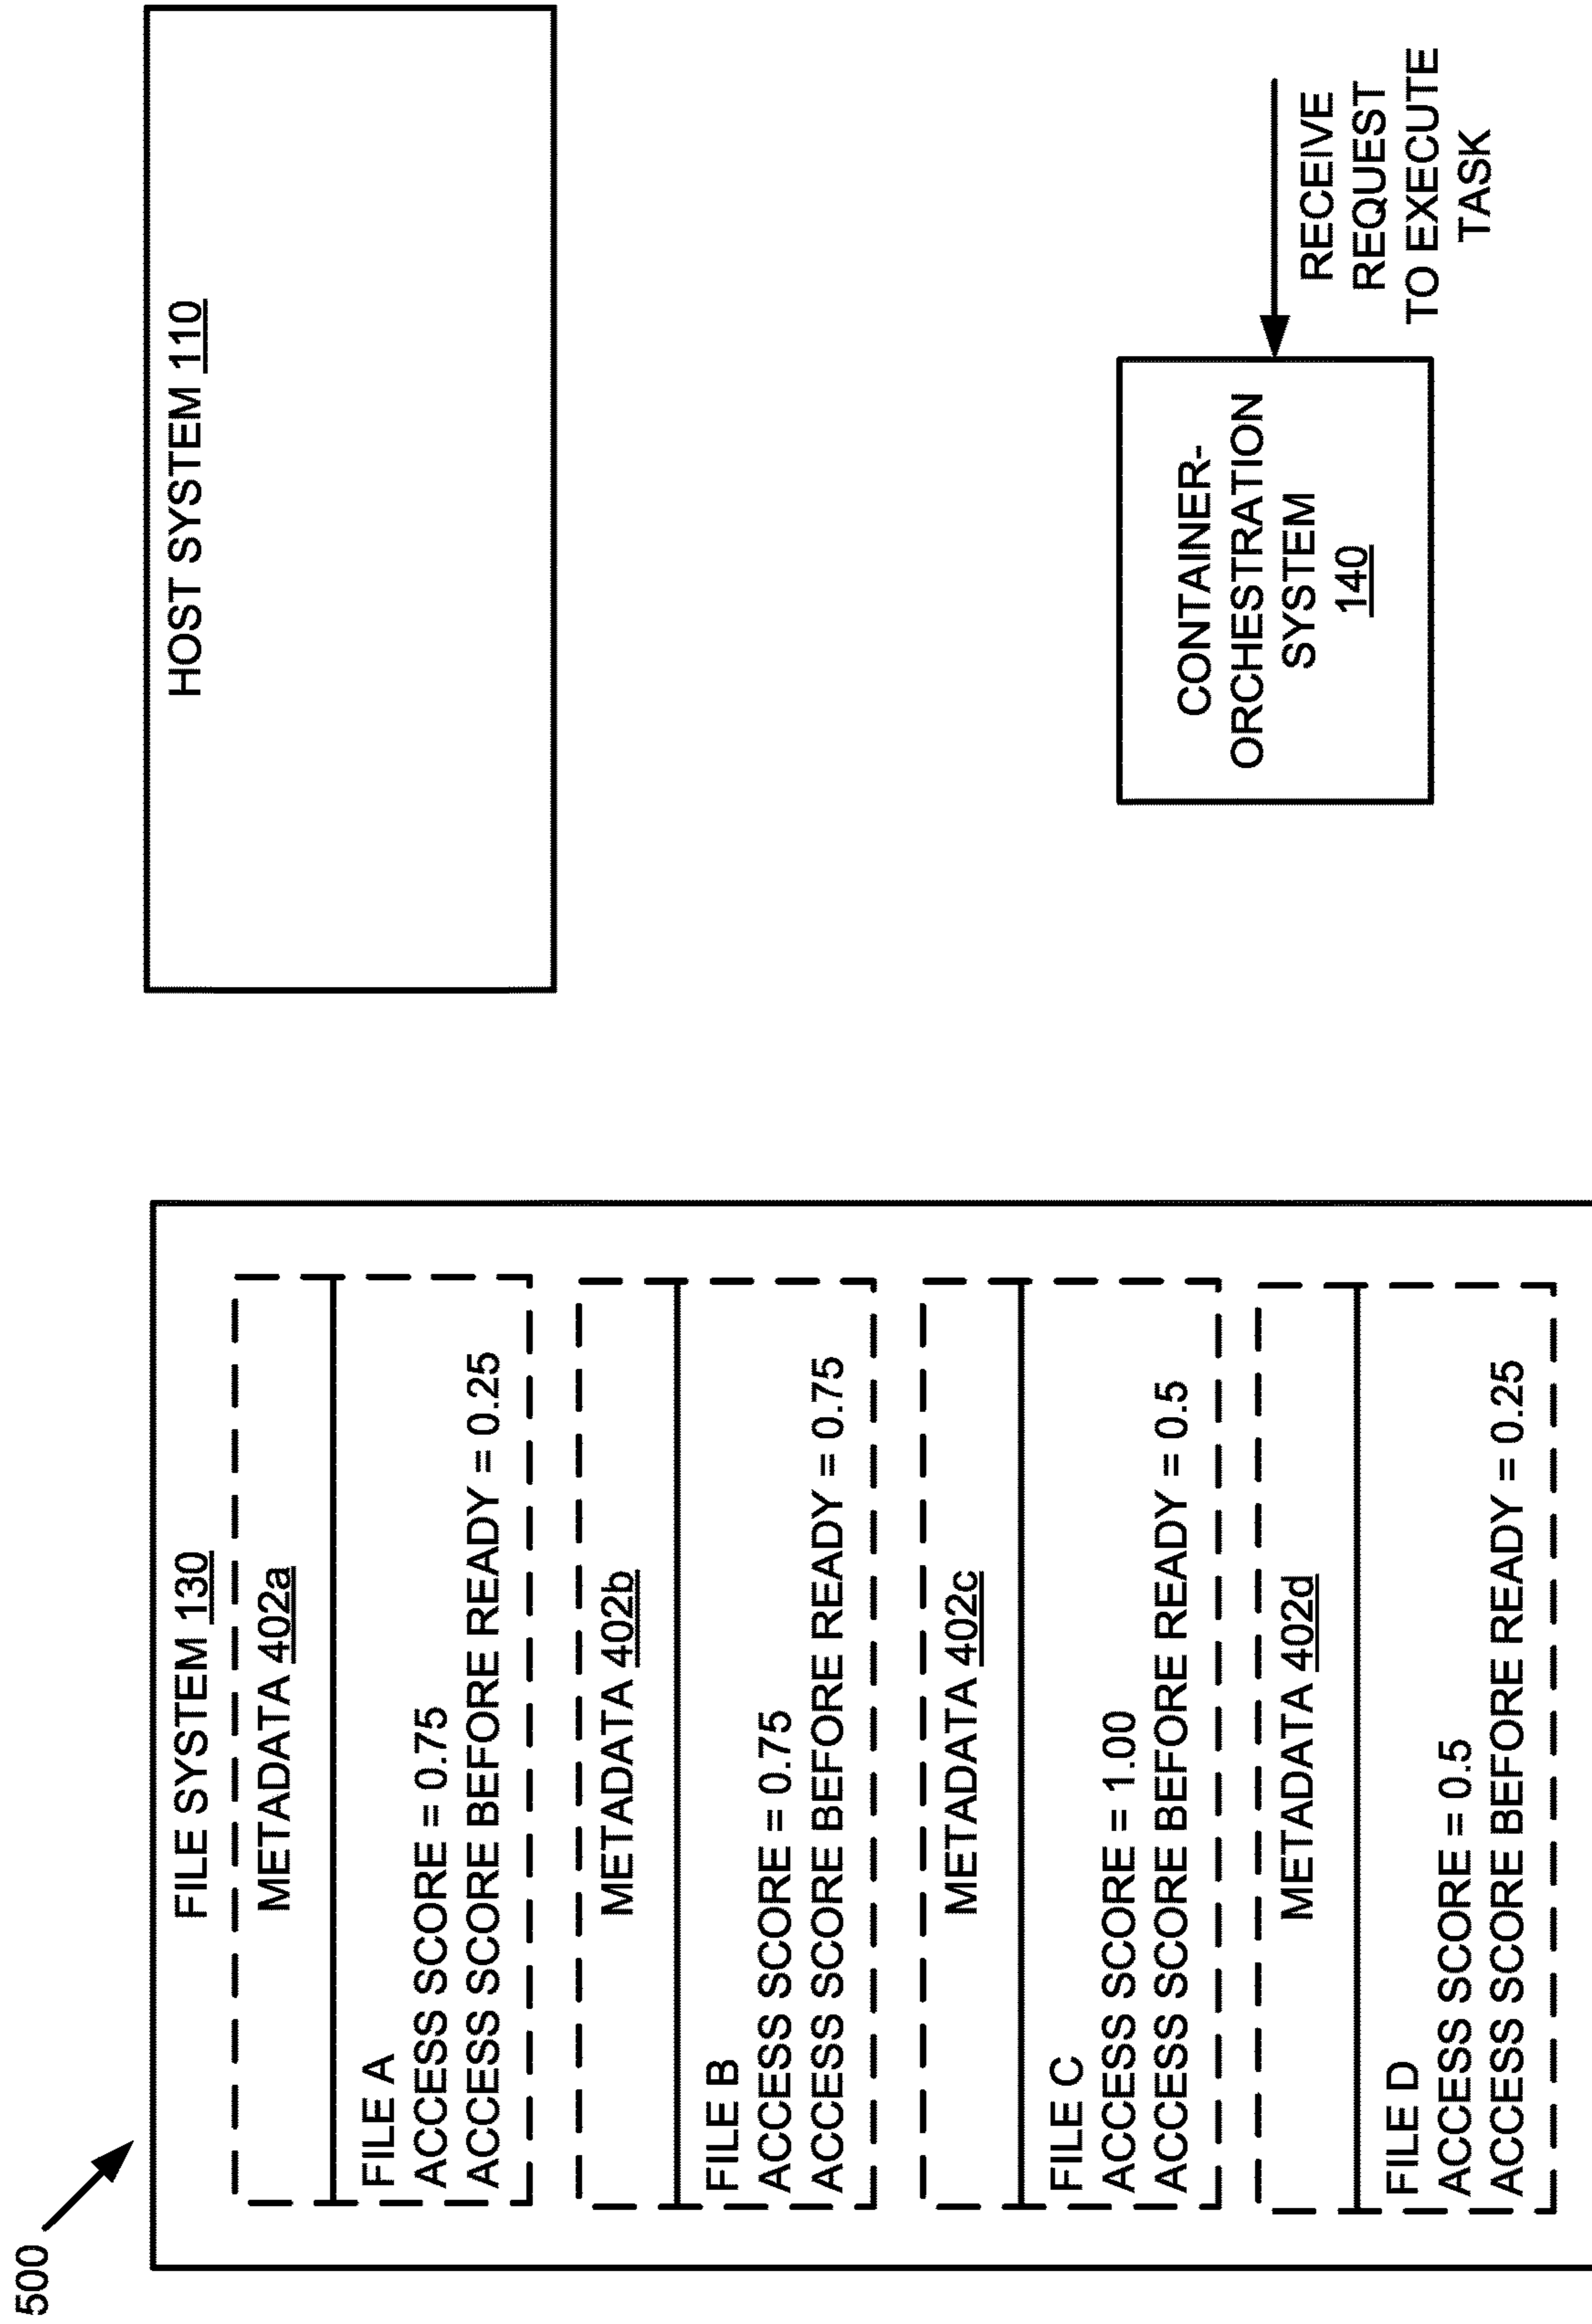 500
FILE SYSTEM 130
METADATA 402a
FILE A
ACCESS SCORE = 0.75
ACCESS SCORE BEFORE READY = 0.25
METADATA 402b
FILE B
ACCESS SCORE = 0.75
ACCESS SCORE BEFORE READY = 0.75
METADATA 402c
FILE C
ACCESS SCORE = 1.00
ACCESS SCORE BEFORE READY = 0.5
METADATA 402d
FILE D
ACCESS SCORE = 0.5
ACCESS SCORE BEFORE READY = 0.25
HOST SYSTEM 110
CONTAINER-
ORCHESTRATION
SYSTEM
140
RECEIVE
REQUEST
TO EXECUTE
TASK